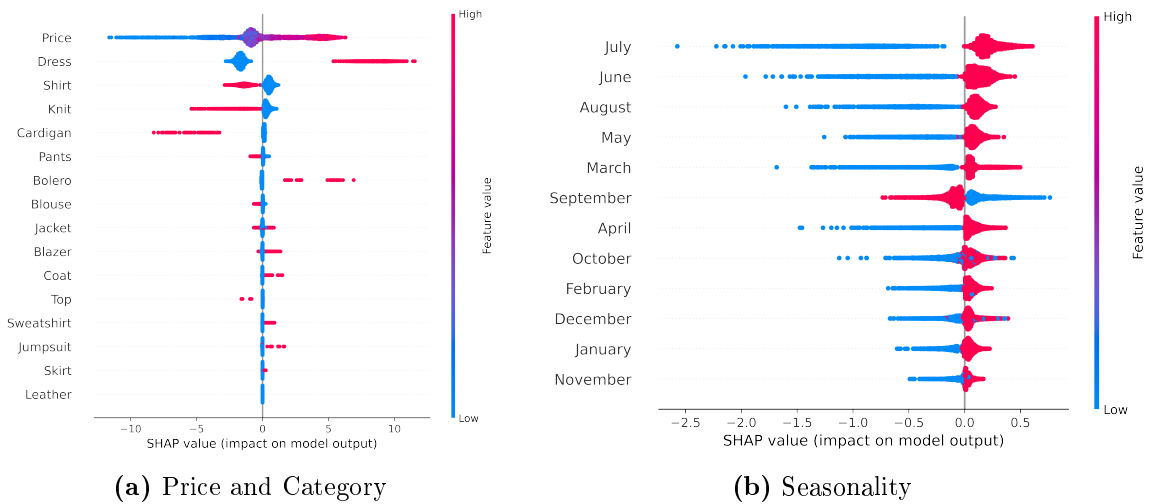 Price
Dress
Shirt
Knit
Cardigan
Pants
Bolero
Blouse
Jacket
Blazer
Coat
Top
Sweatshirt
Jumpsuit
Skirt
Leather
−10 −5 0 5 10
SHAP value (impact on model output)
High
Low
Feature value
(a) Price and Category
July
June
August
May
March
September
April
October
February
December
January
November
−2.5 −2.0 −1.5 −1.0 −0.5 0.0 0.5
SHAP value (impact on model output)
High
Low
Feature value
(b) Seasonality